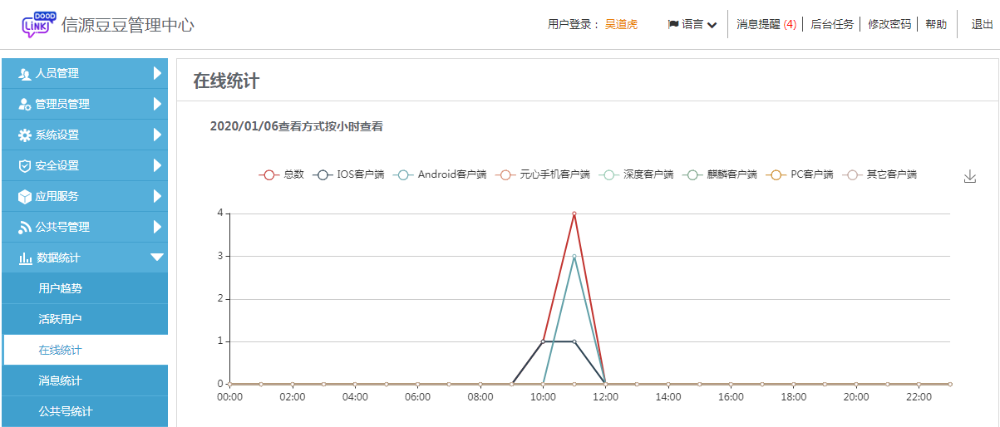 DOOD
LiNK
信源豆豆管理中心
用户登录： 吴道虎 语言 消息提醒 (4) 后台任务 修改密码 帮助 退出
人员管理
管理员管理
系统设置
安全设置
应用服务
公共号管理
数据统计
用户趋势
活跃用户
在线统计
消息统计
公共号统计
在线统计
2020/01/06查看方式按小时查看
总数 IOS客户端 Android客户端 元心手机客户端 深度客户端 麒麟客户端 PC客户端 其它客户端
4
3
2
1
0
00:00 02:00 04:00 06:00 08:00 10:00 12:00 14:00 16:00 18:00 20:00 22:00